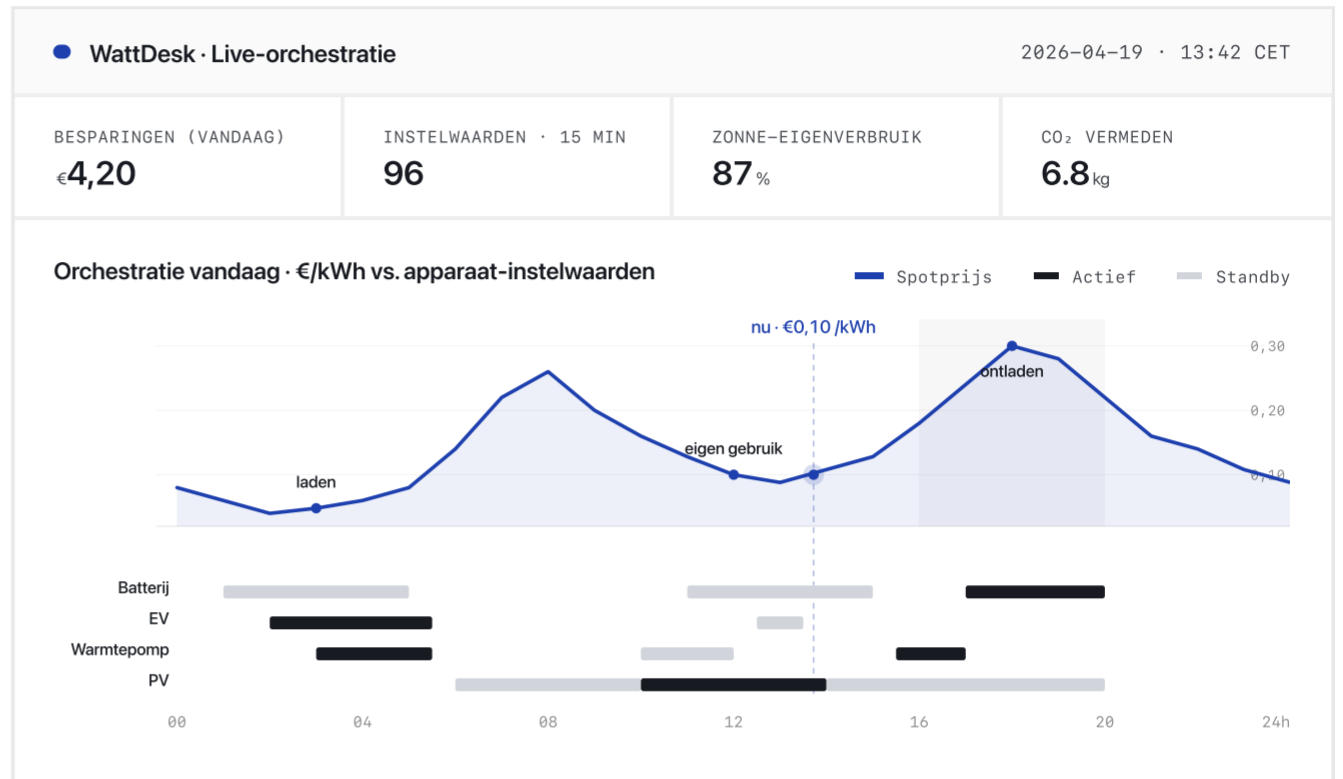 WattDesk · Live-orchestratie
2026-04-19 · 13:42 CET
BESPARINGEN (VANDAAG)
€4,20
INSTELWAARDEN · 15 MIN
96
ZONNE-EIGENVERBRUIK
87 %
CO₂ VERMEDEN
6.8 kg
Orchestratie vandaag · €/kWh vs. apparaat-instelwaarden
Spotprijs
Actief
Standby
nu · €0,10 /kWh
0,30
ontladen
0,20
eigen gebruik
laden
0,10
Batterij
EV
Warmtepomp
PV
00 04 08 12 16 20 24h